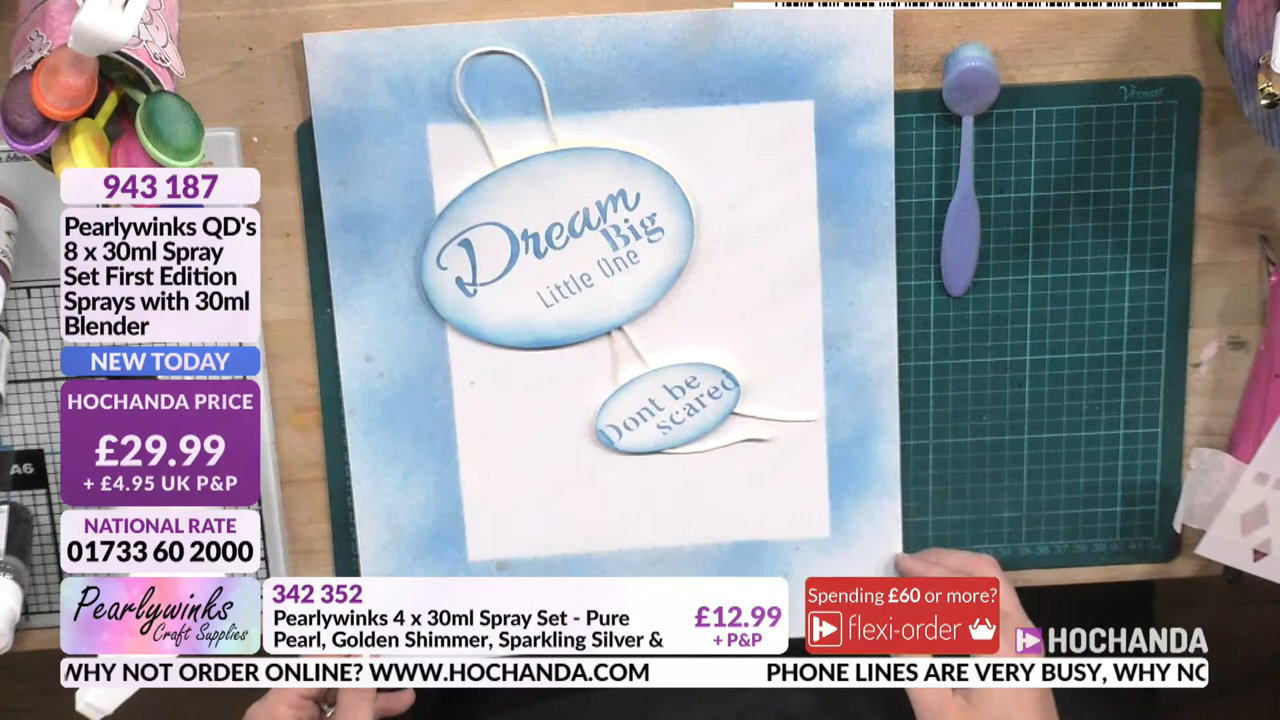 Vermont
Dream
Big
Little One
Dont be
scared
A6
943 187
Pearlywinks QD's
8 x 30ml Spray
Set First Edition
Sprays with 30ml
Blender
NEW TODAY
HOCHANDA PRICE
£29.99
+ £4.95 UK P&P
NATIONAL RATE
01733 60 2000
Pearlywinks
Craft Supplies
342 352
Pearlywinks 4 x 30ml Spray Set - Pure
Pearl, Golden Shimmer, Sparkling Silver &
£12.99
+ P&P
Spending £60 or more?
flexi-order
HOCHANDA
WHY NOT ORDER ONLINE? WWW.HOCHANDA.COM PHONE LINES ARE VERY BUSY, WHY NO